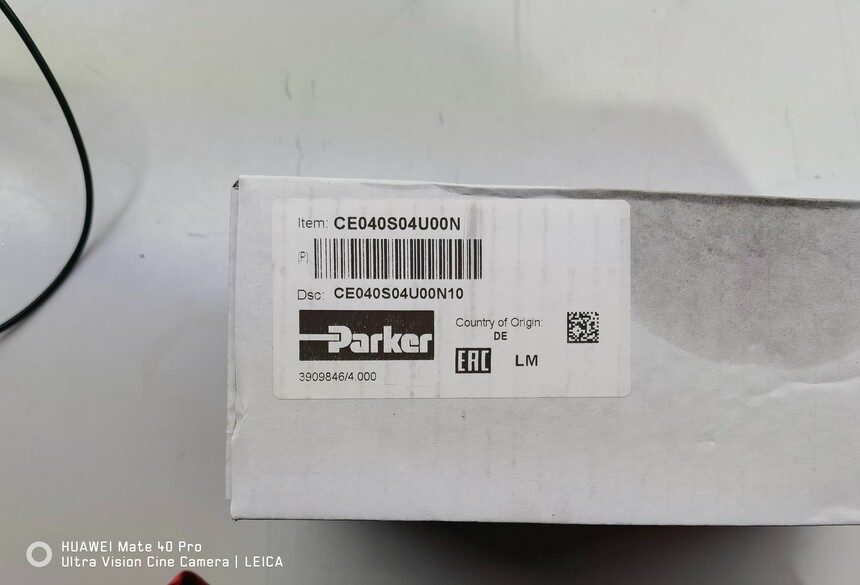 Item: CE040S04U00N
(P)
Dsc: CE040S04U00N10
Parker
Country of Origin:
DE
EAC LM
3909846/4.000
HUAWEI Mate 40 Pro
Ultra Vision Cine Camera | LEICA